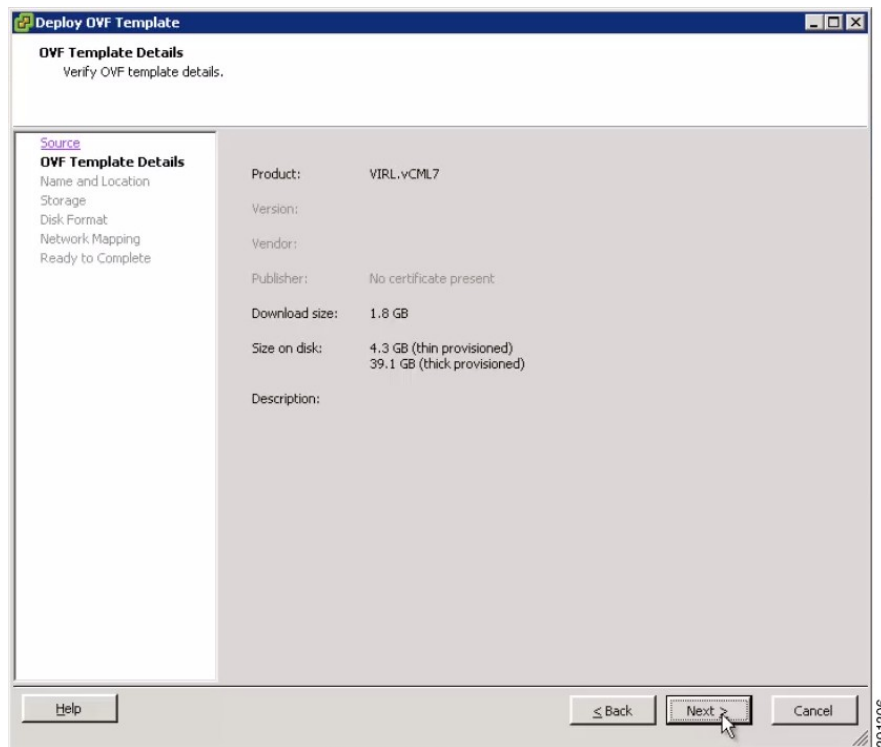 Deploy OVF Template
OVF Template Details
Verify OVF template details.
Source
OVF Template Details
Name and Location
Storage
Disk Format
Network Mapping
Ready to Complete
Product: VIRL.vCML7
Version:
Vendor:
Publisher: No certificate present
Download size: 1.8 GB
Size on disk: 4.3 GB (thin provisioned)
39.1 GB (thick provisioned)
Description:
Help
< Back
Next >
Cancel